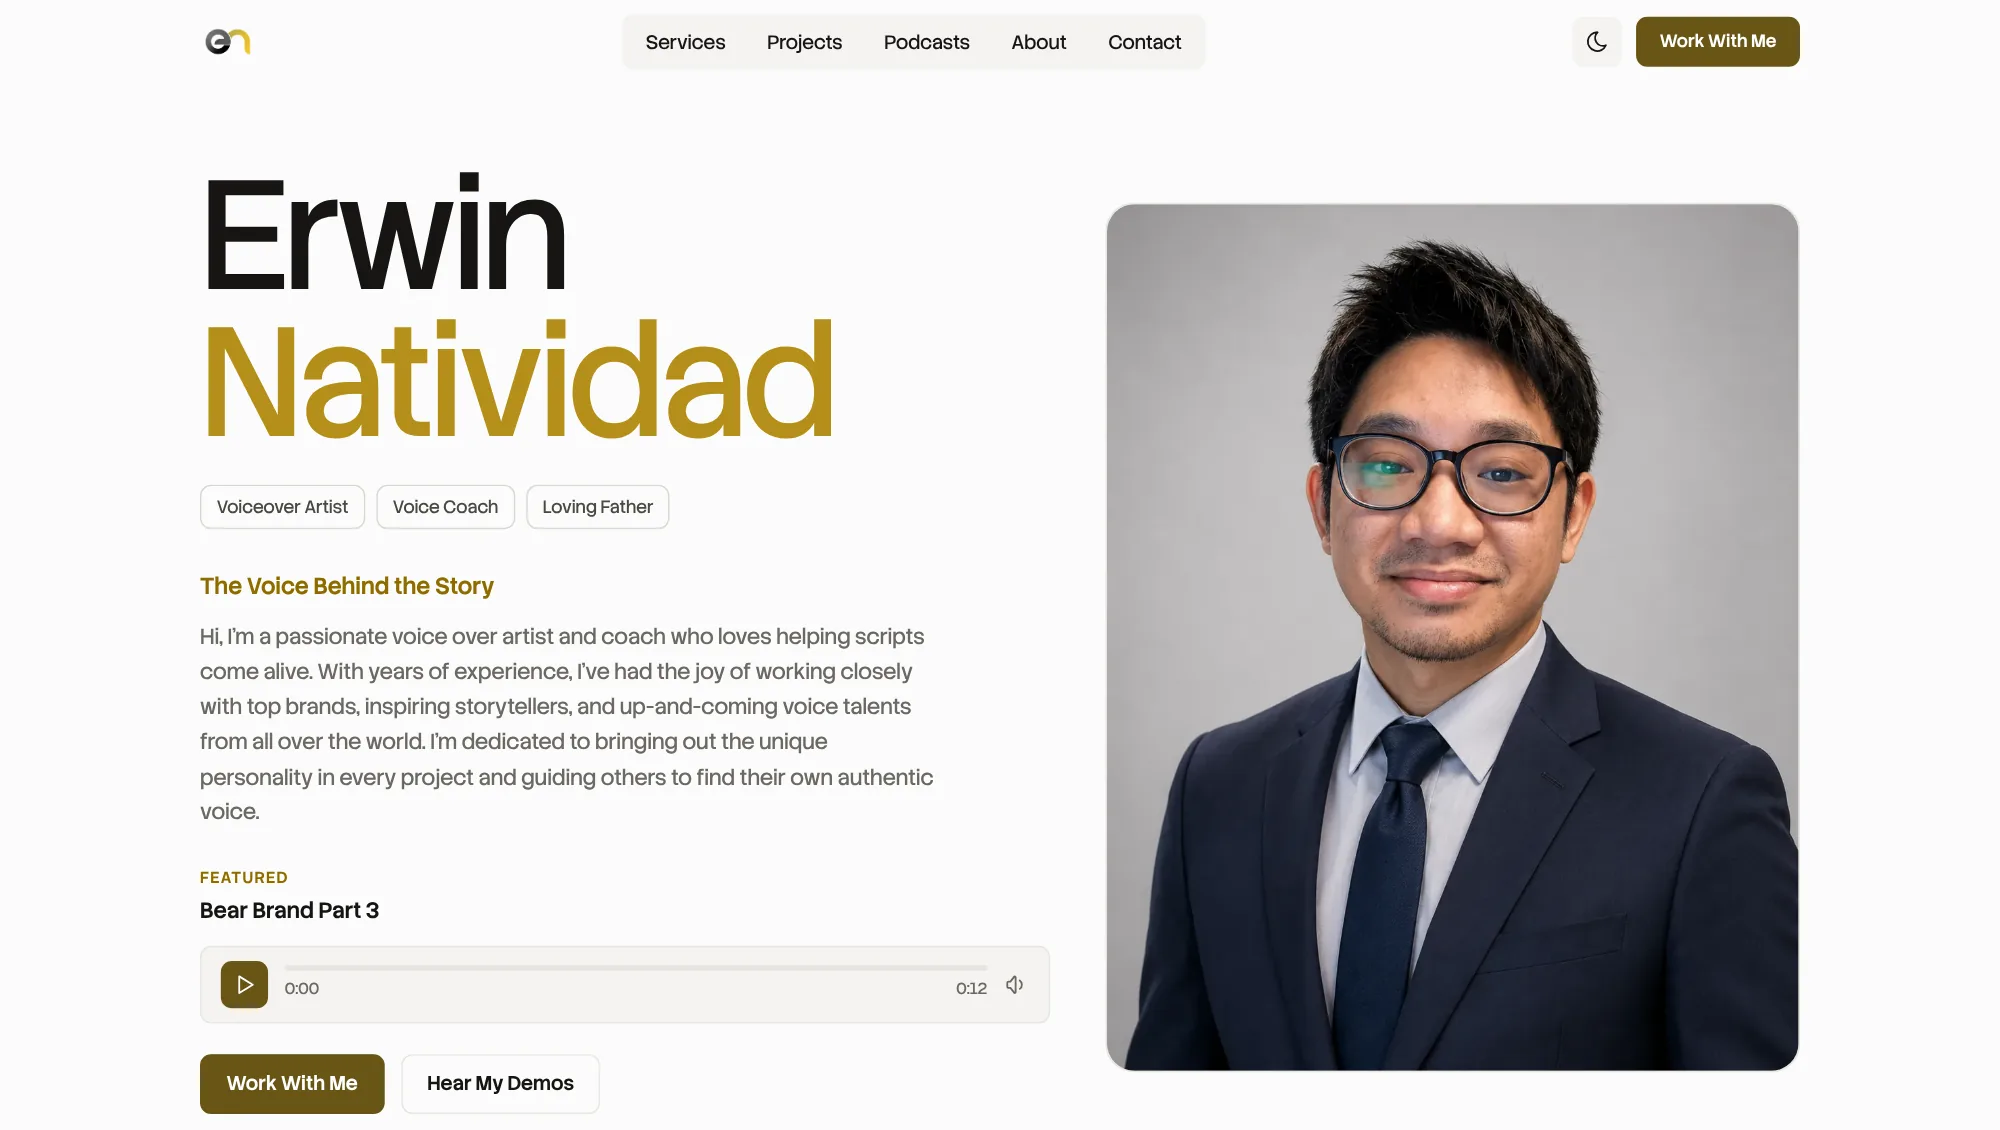 en
Services
Projects
Podcasts
About
Contact
Work With Me
Erwin
Natividad
Voiceover Artist
Voice Coach
Loving Father
The Voice Behind the Story
Hi, I'm a passionate voice over artist and coach who loves helping scripts
come alive. With years of experience, I've had the joy of working closely
with top brands, inspiring storytellers, and up-and-coming voice talents
from all over the world. I'm dedicated to bringing out the unique
personality in every project and guiding others to find their own authentic
voice.
FEATURED
Bear Brand Part 3
0:00
0:12
Work With Me
Hear My Demos